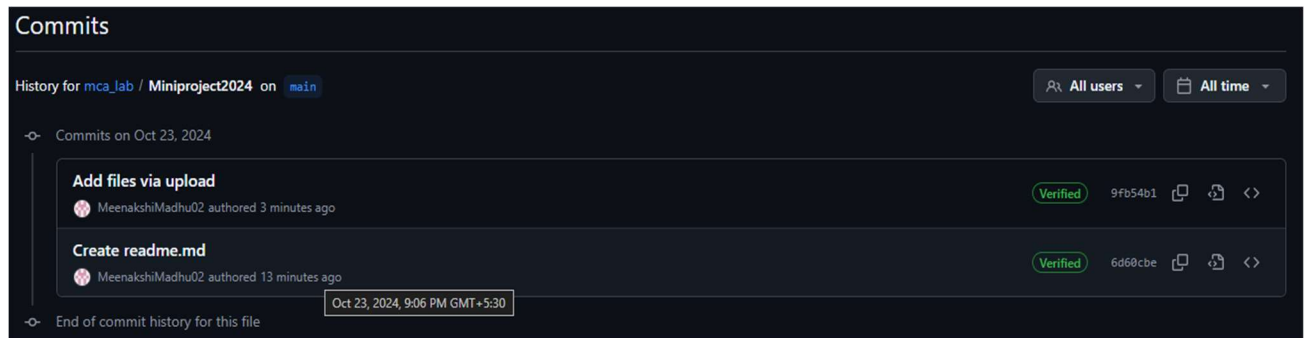 Commits
History for mca_lab / Miniproject2024 on main
All users
All time
Commits on Oct 23, 2024
Add files via upload
Verified 9fb54b1
MeenakshiMadhu02 authored 3 minutes ago
Create readme.md
Verified 6d60cbe
MeenakshiMadhu02 authored 13 minutes ago
Oct 23, 2024, 9:06 PM GMT+5:30
End of commit history for this file